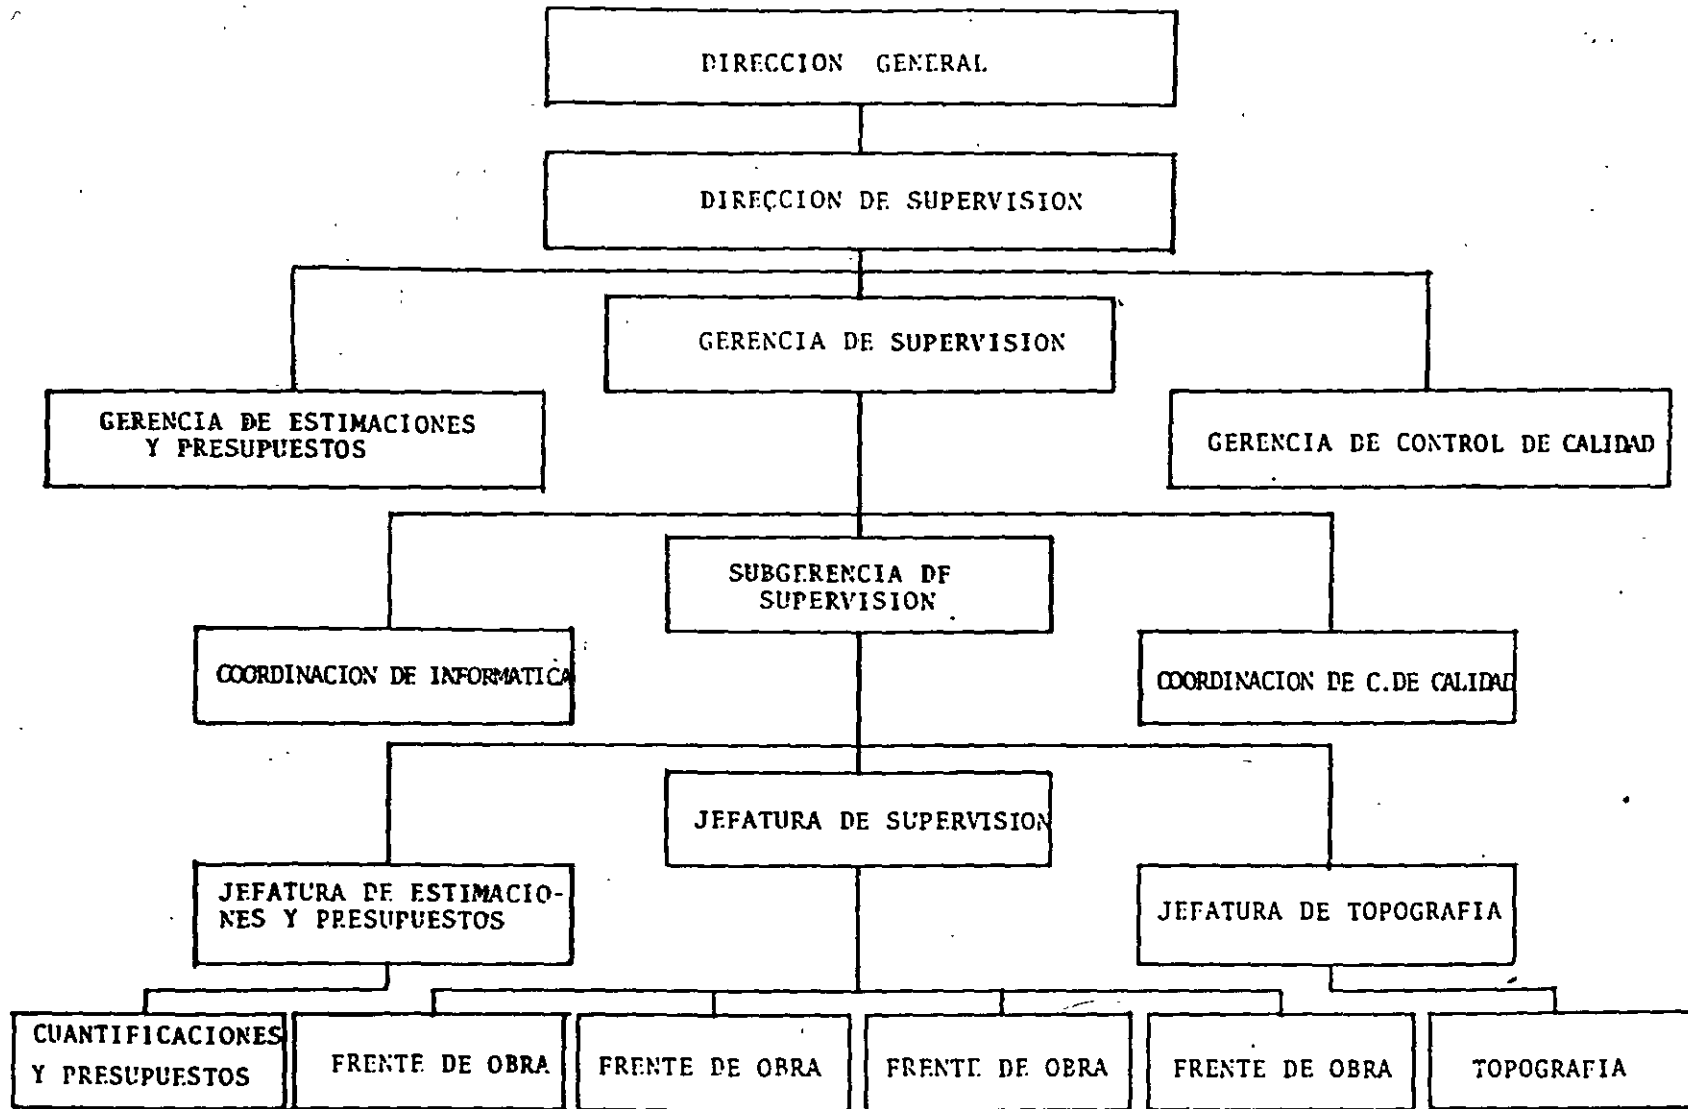 DIRECCION GENERAL
DIRECCION DE SUPERVISION
GERENCIA DE SUPERVISION
GERENCIA DE ESTIMACIONES
Y PRESUPUESTOS
GERENCIA DE CONTROL DE CALIDAD
SUBGERENCIA DE
SUPERVISION
COORDINACION DE INFORMATICA
COORDINACION DE C. DE CALIDAD
JEFATURA DE SUPERVISION
JEFATURA DE ESTIMACIO-
NES Y PRESUPUESTOS
JEFATURA DE TOPOGRAFIA
CUANTIFICACIONES
Y PRESUPUESTOS
FRENTE DE OBRA
FRENTE DE OBRA
FRENTE DE OBRA
FRENTE DE OBRA
TOPOGRAFIA